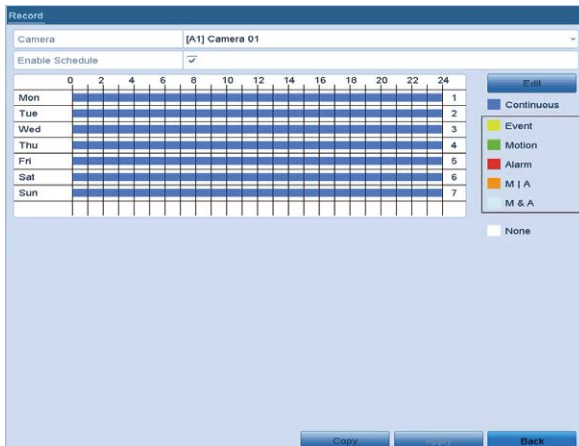 Record
Camera [A1] Camera 01
Enable Schedule
0 2 4 6 8 10 12 14 16 18 20 22 24
Edit
Mon 1
Continuous
Tue 2
Event
Wed 3
Motion
Thu 4
Alarm
Fri 5
M | A
Sat 6
M & A
Sun 7
None
Copy Apply Back